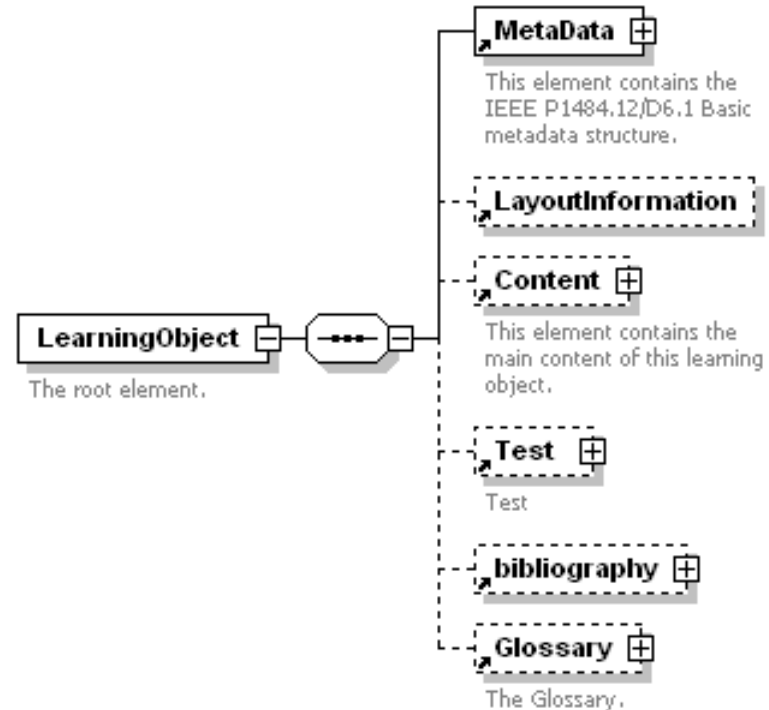 MetaData
This element contains the
IEEE P1484.12/D6.1 Basic
metadata structure.
LayoutInformation
Content
This element contains the
main content of this learning
object.
LearningObject
The root element.
Test
Test
bibliography
Glossary
The Glossary.